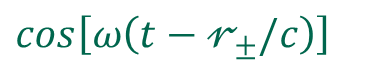 cos[ω(t − 𝓇±/c)]